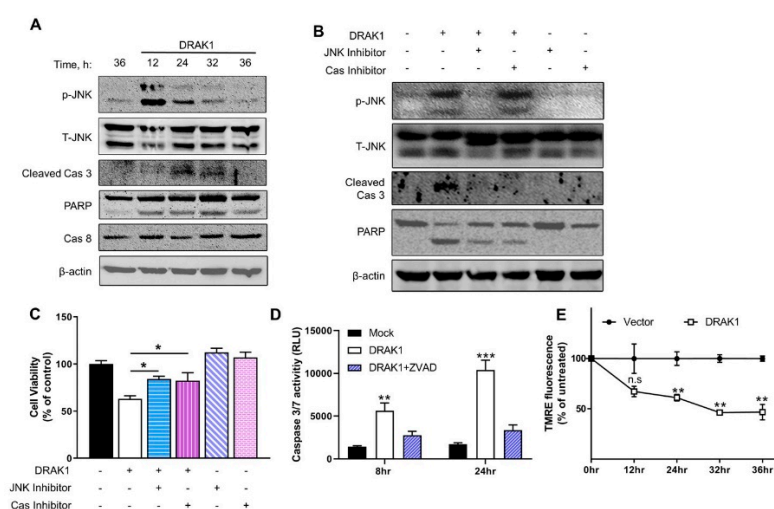 A
DRAK1
Time, h: 36 12 24 32 36
p-JNK
T-JNK
Cleaved Cas 3
PARP
Cas 8
β-actin
B
DRAK1 - + + + - -
JNK Inhibitor - - + - + -
Cas Inhibitor - - - + - +
p-JNK
T-JNK
Cleaved
Cas 3
PARP
β-actin
C
Cell Viability
(% of control)
150
100
50
0
*
*
DRAK1 - + + + - -
JNK Inhibitor - - + - + -
Cas Inhibitor - - - + - +
D
Caspase 3/7 activitiy (RLU)
15000
10000
5000
0
Mock
DRAK1
DRAK1+ZVAD
**
***
8hr 24hr
E
Vector DRAK1
TMRE fluorescence
(% of untreated)
100
50
n.s
**
**
**
0hr 12hr 24hr 32hr 36hr